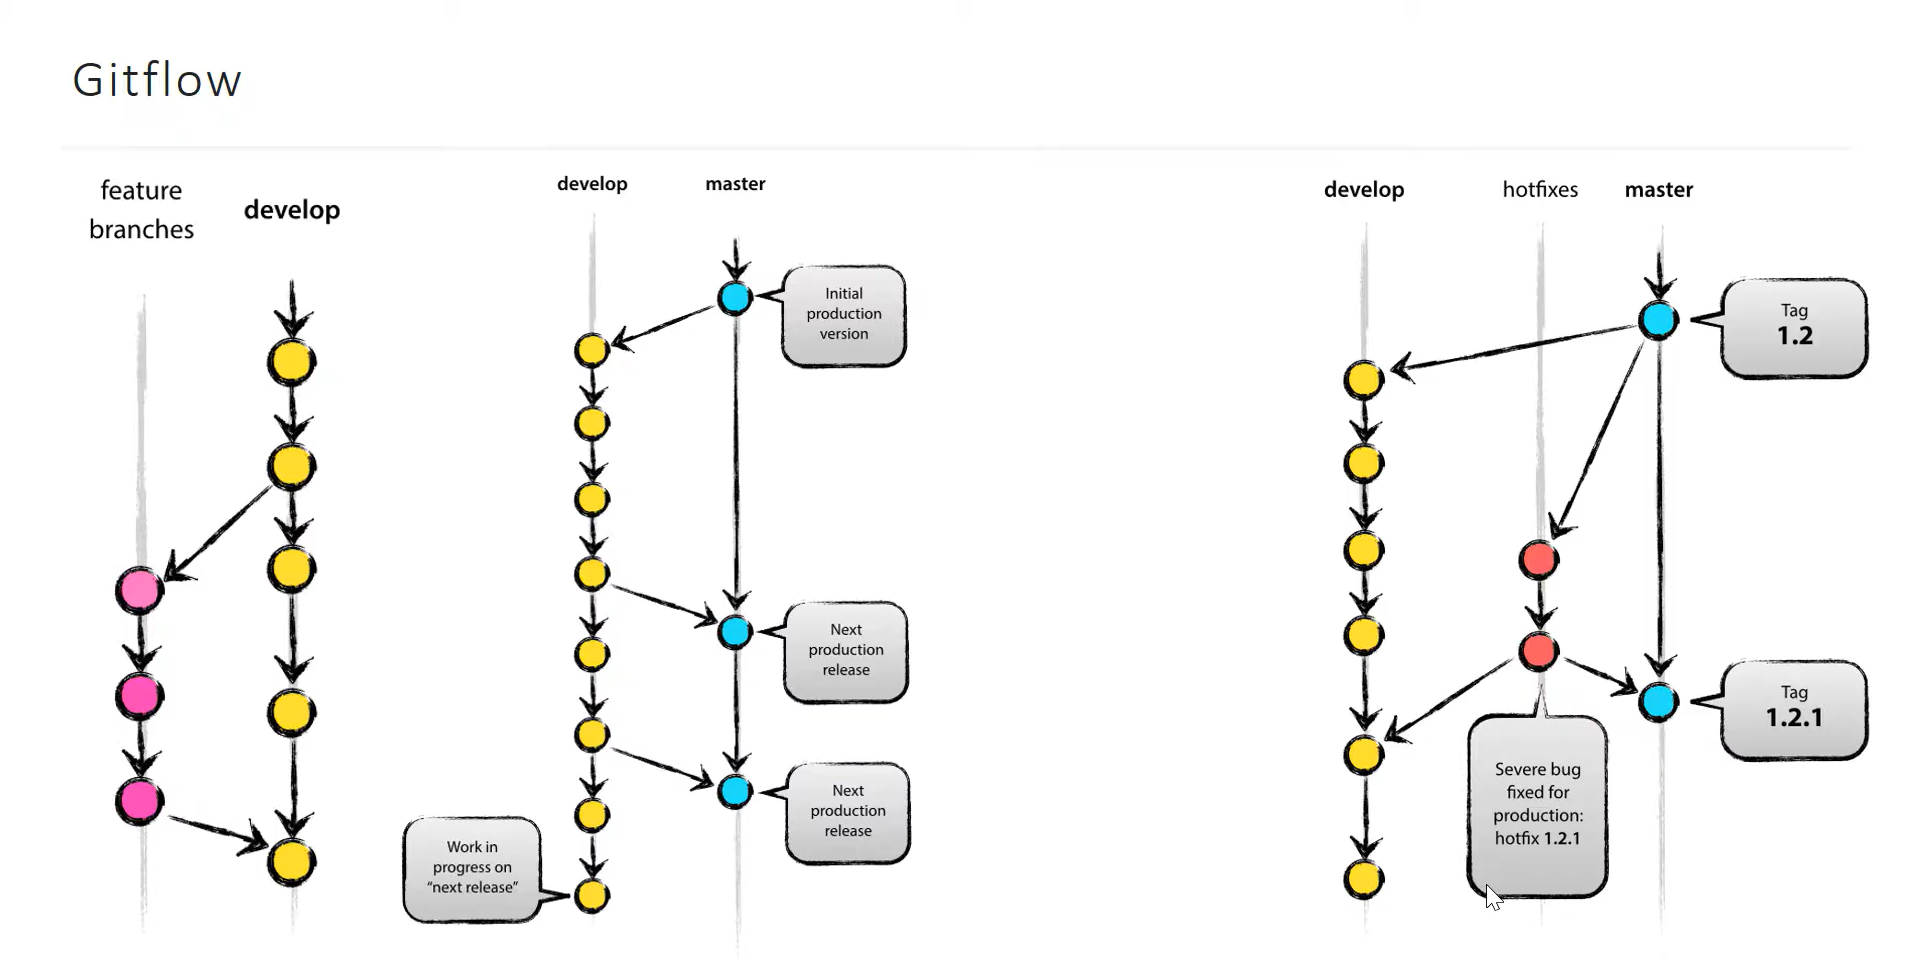 Gitflow
feature
branches
develop
develop
master
Initial
production
version
Next
production
release
Next
production
release
Work in
progress on
“next release”
develop
hotfixes
master
Tag
1.2
Tag
1.2.1
Severe bug
fixed for
production:
hotfix 1.2.1